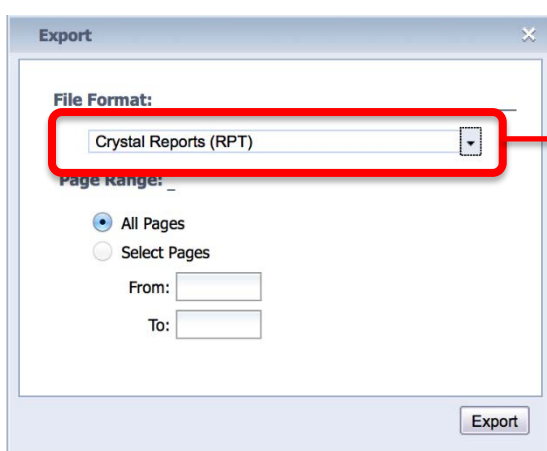 Export
File Format:
Crystal Reports (RPT)
Page Range:
All Pages
Select Pages
From:
To:
Export